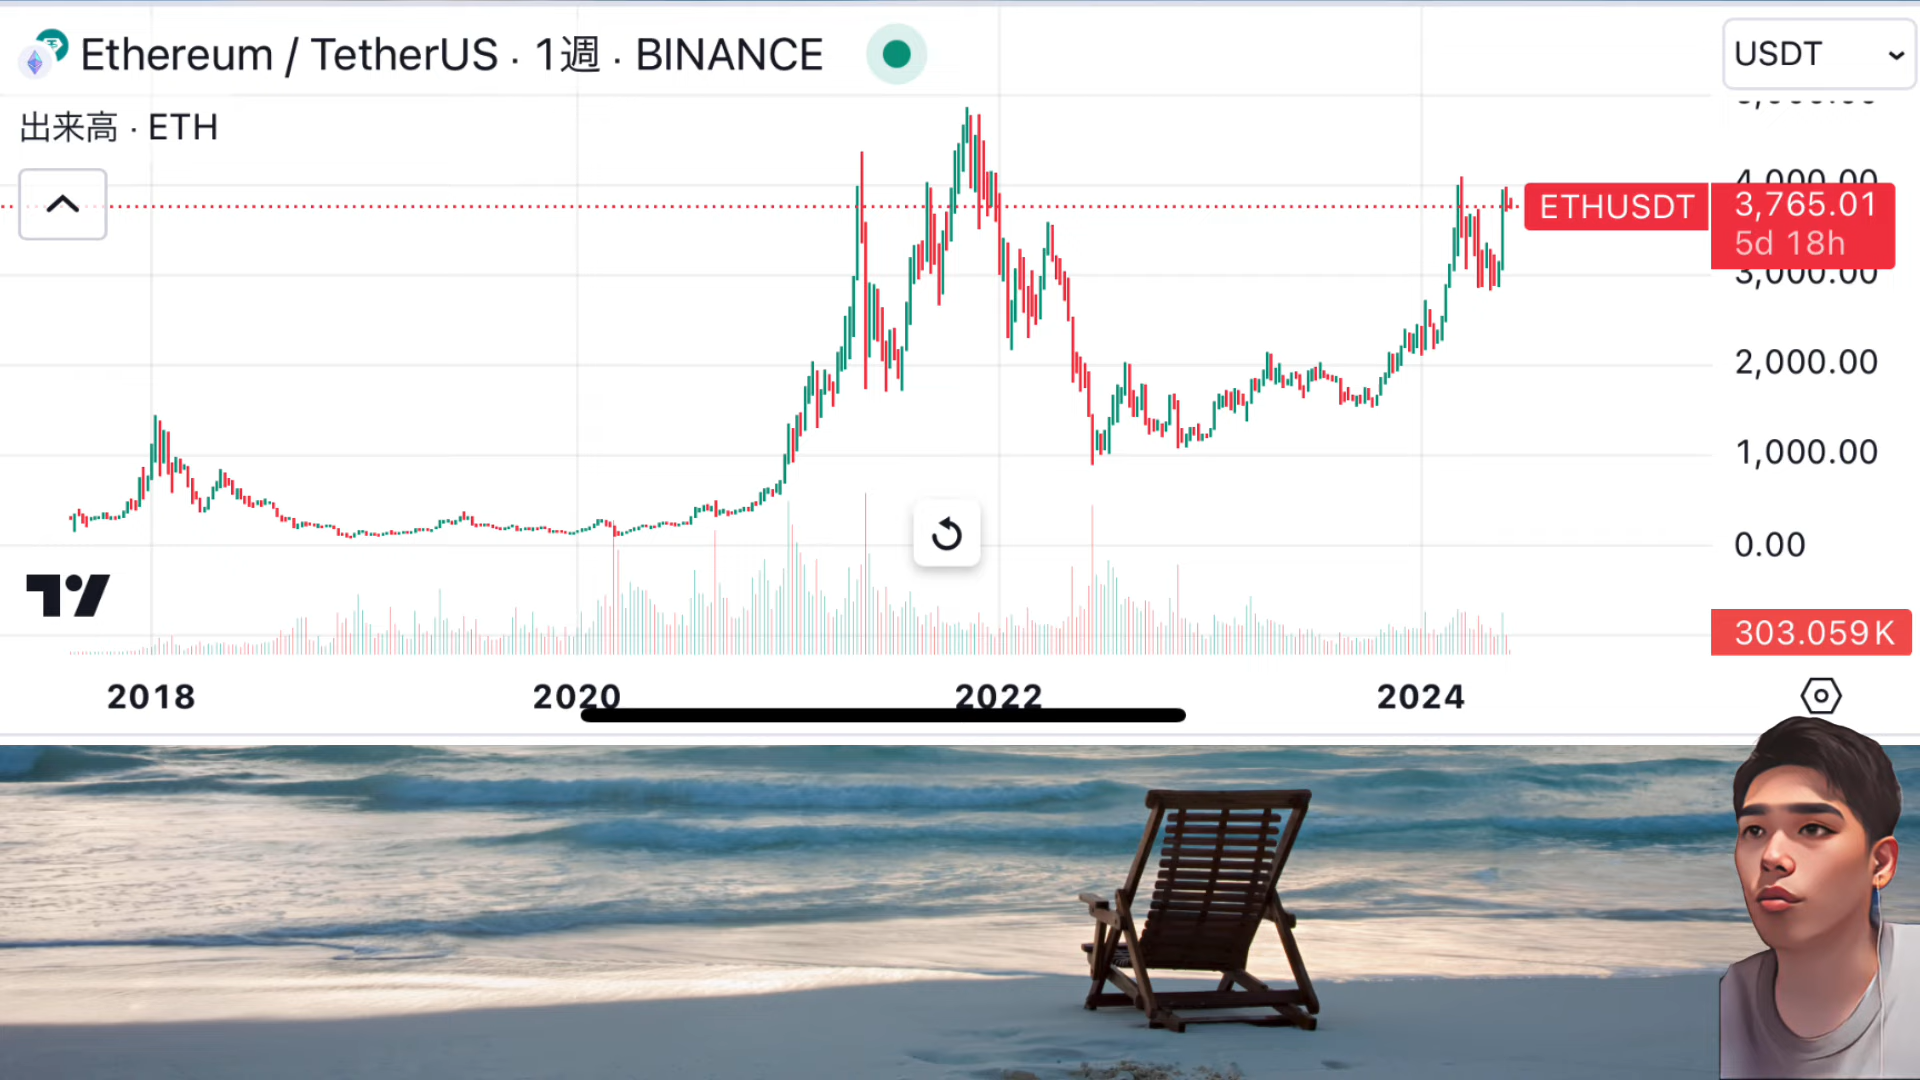 Ethereum / TetherUS · 1週 · BINANCE
USDT
出来高 · ETH
4,000.00
ETHUSDT
3,765.01
5d 18h
3,000.00
2,000.00
1,000.00
0.00
303.059K
2018
2020
2022
2024